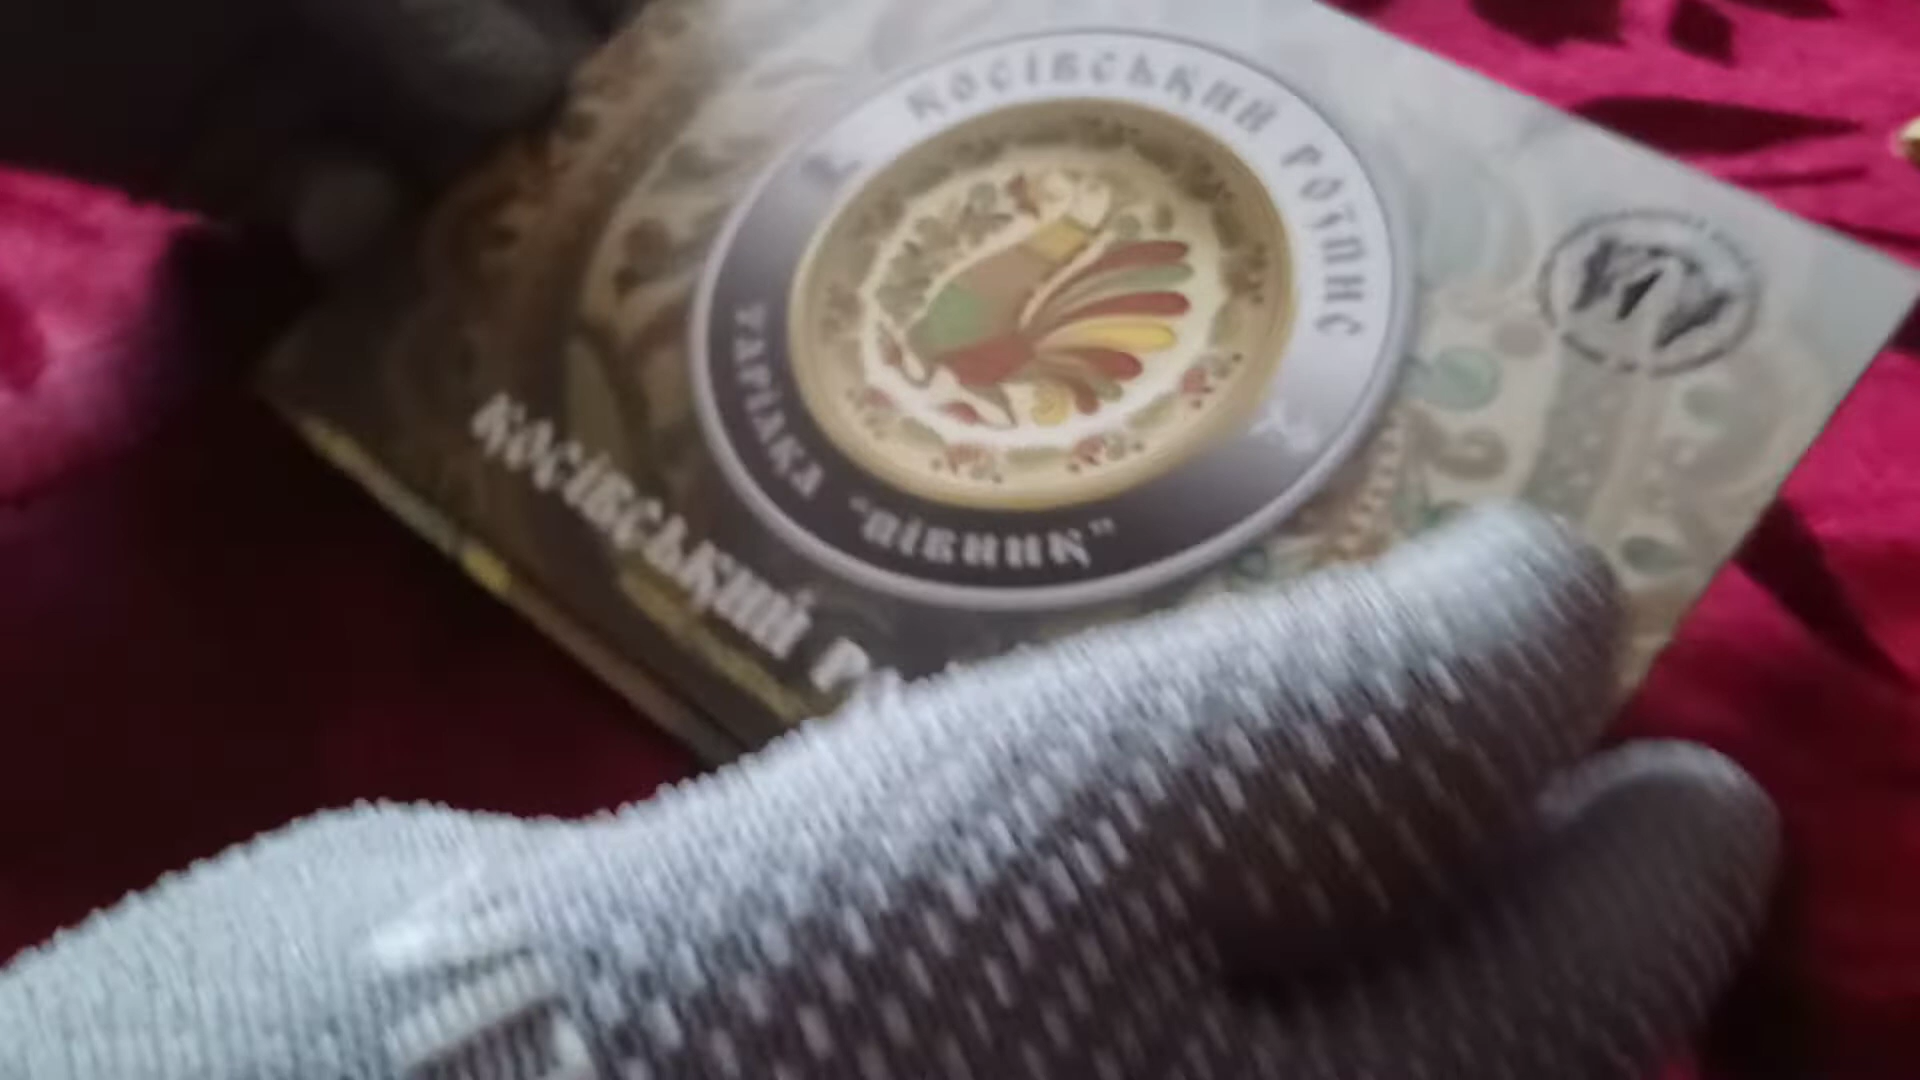 КОСІВСЬКИЙ РОЗПИС
ТАРІЛКА "ПІВНИК"
КОСІВСЬКИЙ